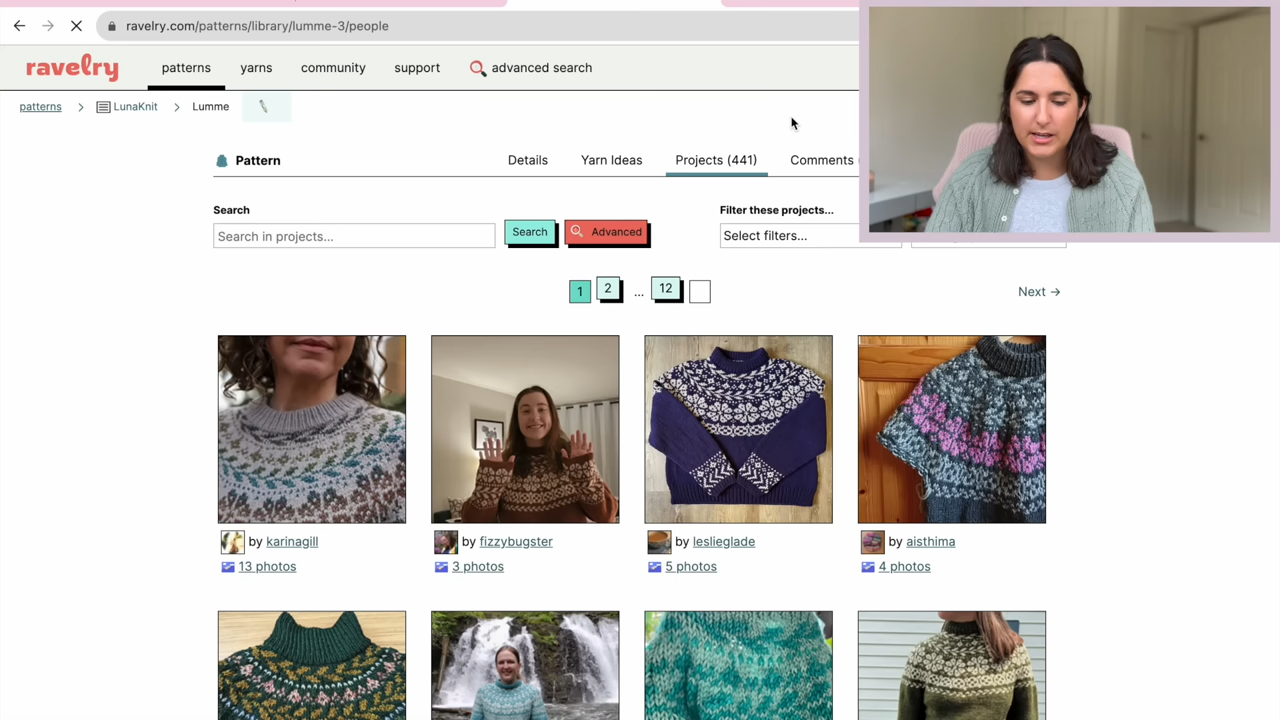 ravelry.com/patterns/library/lumme-3/people
ravelry
patterns
yarns
community
support
advanced search
patterns > LunaKnit > Lumme
Pattern
Details
Yarn Ideas
Projects (441)
Comments
Search
Filter these projects...
Search in projects...
Search
Advanced
Select filters...
1 2 ... 12
Next →
by karinagill
13 photos
by fizzybugster
3 photos
by leslieglade
5 photos
by aisthima
4 photos